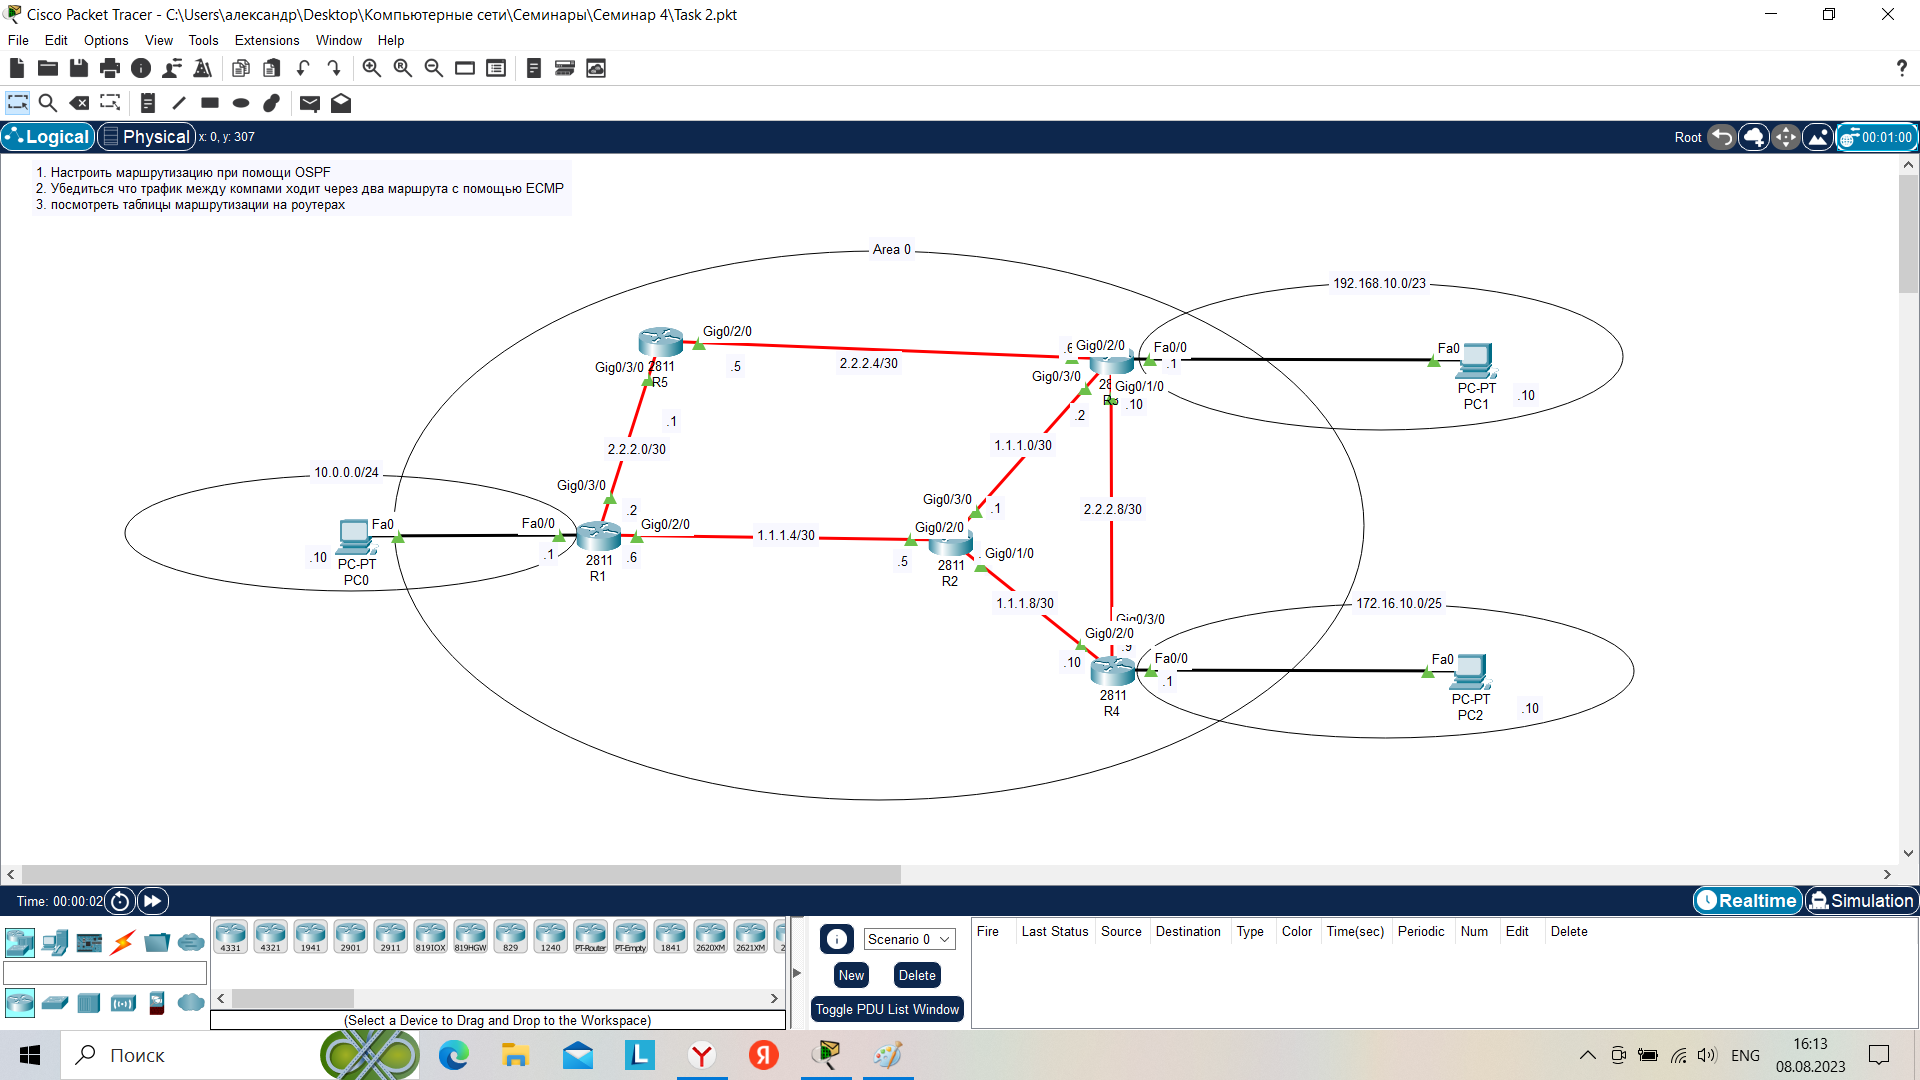 Cisco Packet Tracer - C:\Users\александр\Desktop\Компьютерные сети\Семинары\Семинар 4\Task 2.pkt
File Edit Options View Tools Extensions Window Help
Logical Physical x: 0, y: 307 Root 00:01:00
1. Настроить маршрутизацию при помощи OSPF
2. Убедиться что трафик между компами ходит через два маршрута с помощью ECMP
3. посмотреть таблицы маршрутизации на роутерах
Area 0
192.168.10.0/23
Gig0/2/0
Gig0/2/0
Fa0/0
Fa0
Gig0/3/0 2811
R5
.5
2.2.2.4/30
.1
Gig0/3/0
Gig0/1/0
.10
.2
PC-PT
PC1
.10
.1
2.2.2.0/30
1.1.1.0/30
10.0.0.0/24
Gig0/3/0
.2
Gig0/3/0
.1
2.2.2.8/30
Fa0
Fa0/0
Gig0/2/0
1.1.1.4/30
Gig0/2/0
.10
PC-PT
PC0
.1
2811
R1
.6
.5
2811
R2
Gig0/1/0
1.1.1.8/30
172.16.10.0/25
Gig0/3/0
Gig0/2/0
.9
.10
Fa0/0
.1
2811
R4
Fa0
PC-PT
PC2
.10
Time: 00:00:02 Realtime Simulation
4331 4321 1941 2901 2911 819IOX 819HGW 829 1240 PT-Router PT-Empty 1841 2620XM 2621XM
(Select a Device to Drag and Drop to the Workspace)
Scenario 0
New Delete
Toggle PDU List Window
Fire Last Status Source Destination Type Color Time(sec) Periodic Num Edit Delete
Поиск
ENG
16:13
08.08.2023